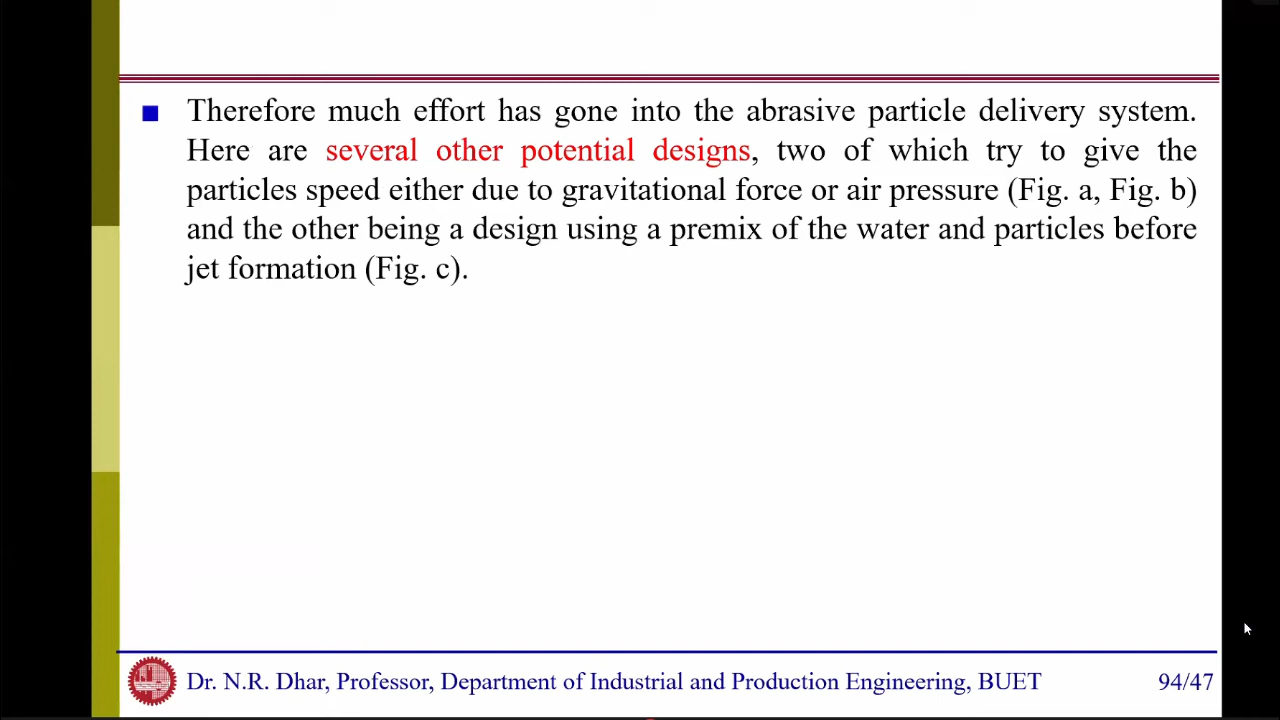 Therefore much effort has gone into the abrasive particle delivery system.
Here are several other potential designs, two of which try to give the
particles speed either due to gravitational force or air pressure (Fig. a, Fig. b)
and the other being a design using a premix of the water and particles before
jet formation (Fig. c).
Dr. N.R. Dhar, Professor, Department of Industrial and Production Engineering, BUET
94/47